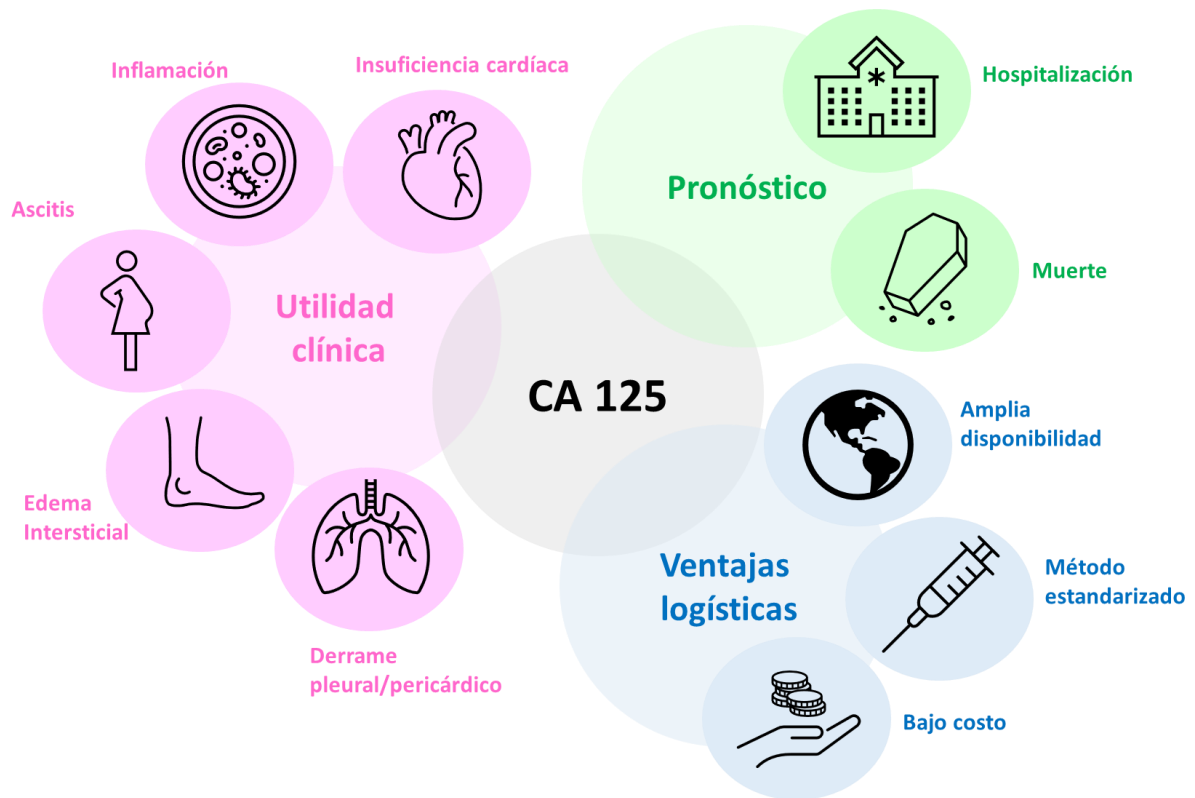 Inflamación
Insuficiencia cardíaca
Ascitis
Utilidad
clínica
Edema
Intersticial
Derrame
pleural/pericárdico
CA 125
Pronóstico
Hospitalización
Muerte
Ventajas
logísticas
Amplia
disponibilidad
Método
estandarizado
Bajo costo